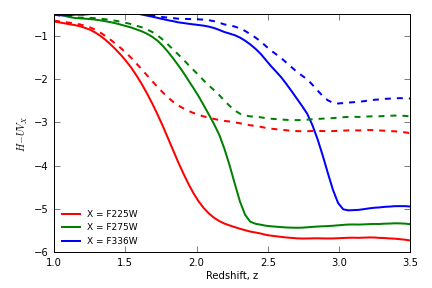 −1
−2
−3
−4
−5
−6
H−UV_X
X = F225W
X = F275W
X = F336W
1.0 1.5 2.0 2.5 3.0 3.5
Redshift, z